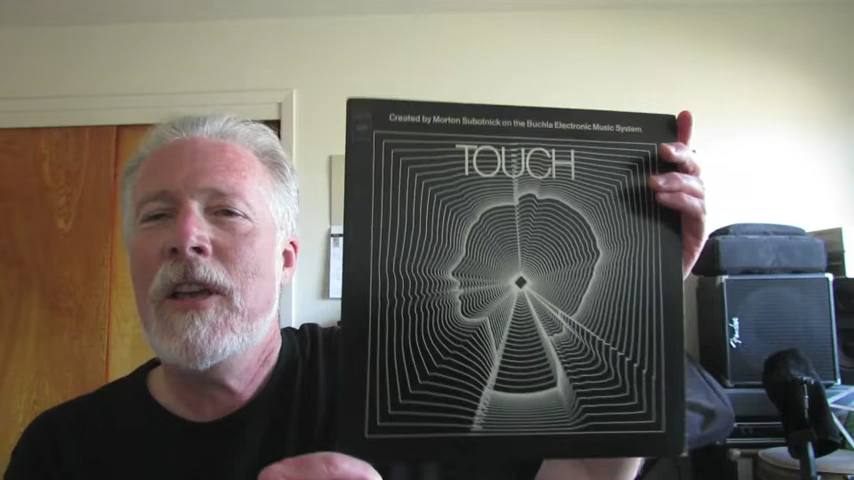 Created by Morton Subotnick on the Buchla Electronic Music System
TOUCH
Fender